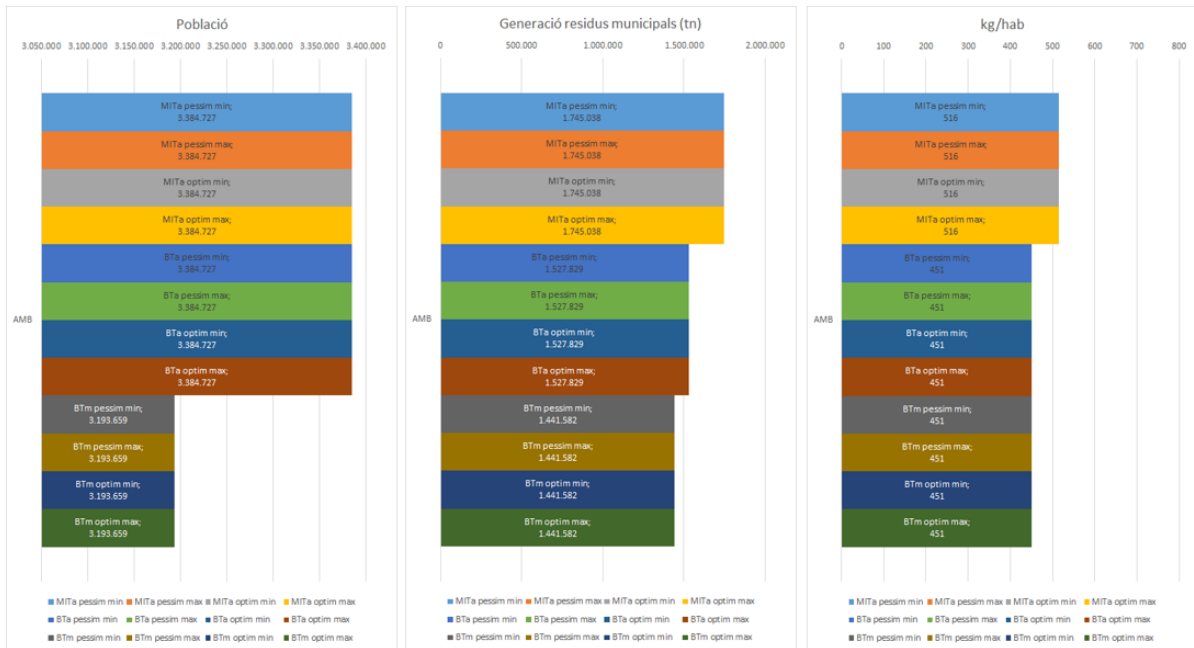 Població
3.050.000 3.100.000 3.150.000 3.200.000 3.250.000 3.300.000 3.350.000 3.400.000
MITa pessim min;
3.384.727
MITa pessim max;
3.384.727
MITa optim min;
3.384.727
MITa optim max;
3.384.727
BTa pessim min;
3.384.727
BTa pessim max;
3.384.727
AMB
BTa optim min;
3.384.727
BTa optim max;
3.384.727
BTm pessim min;
3.193.659
BTm pessim max;
3.193.659
BTm optim min;
3.193.659
BTm optim max;
3.193.659
MITa pessim min MITa pessim max MITa optim min MITa optim max
BTa pessim min BTa pessim max BTa optim min BTa optim max
BTm pessim min BTm pessim max BTm optim min BTm optim max
Generació residus municipals (tn)
0 500.000 1.000.000 1.500.000 2.000.000
MITa pessim min;
1.745.038
MITa pessim max;
1.745.038
MITa optim min;
1.745.038
MITa optim max;
1.745.038
BTa pessim min;
1.527.829
BTa pessim max;
1.527.829
AMB
BTa optim min;
1.527.829
BTa optim max;
1.527.829
BTm pessim min;
1.441.582
BTm pessim max;
1.441.582
BTm optim min;
1.441.582
BTm optim max;
1.441.582
MITa pessim min MITa pessim max MITa optim min MITa optim max
BTa pessim min BTa pessim max BTa optim min BTa optim max
BTm pessim min BTm pessim max BTm optim min BTm optim max
kg/hab
0 100 200 300 400 500 600 700 800
MITa pessim min;
516
MITa pessim max;
516
MITa optim min;
516
MITa optim max;
516
BTa pessim min;
451
BTa pessim max;
451
AMB
BTa optim min;
451
BTa optim max;
451
BTm pessim min;
451
BTm pessim max;
451
BTm optim min;
451
BTm optim max;
451
MITa pessim min MITa pessim max MITa optim min MITa optim max
BTa pessim min BTa pessim max BTa optim min BTa optim max
BTm pessim min BTm pessim max BTm optim min BTm optim max